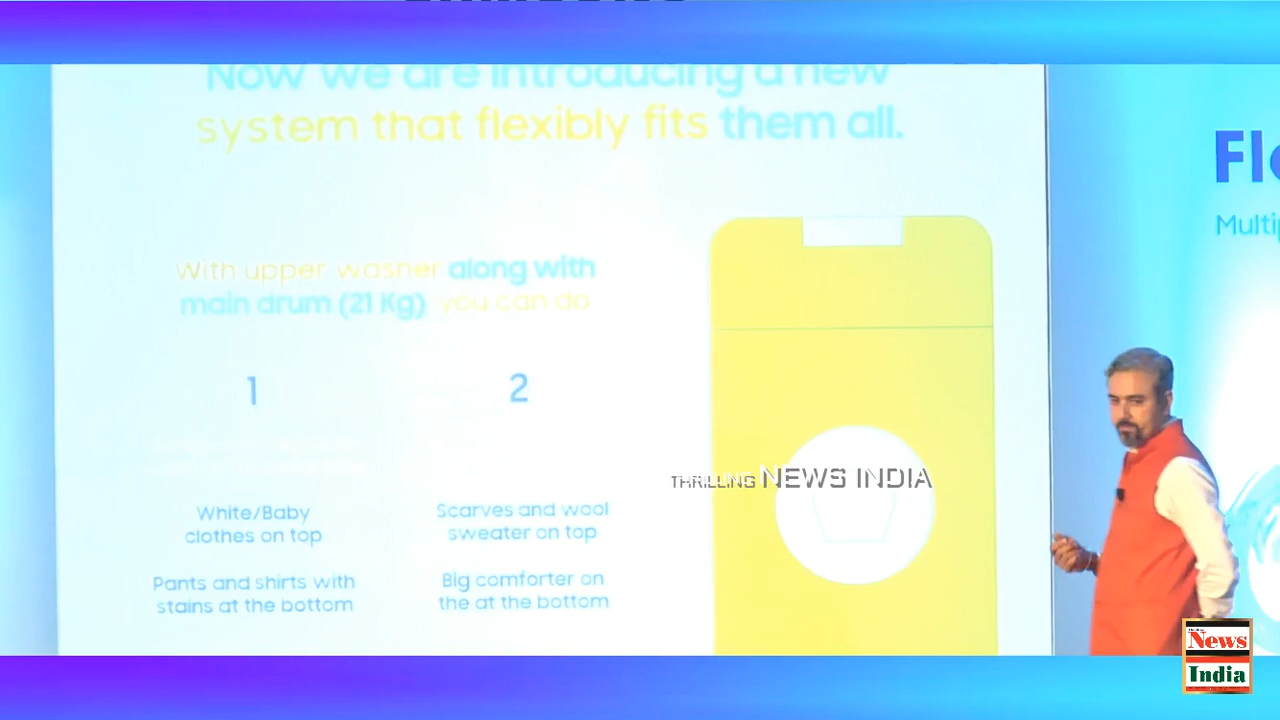 Now we are introducing a new
system that flexibly fits them all.
With upper washer along with
main drum (21 Kg) you can do
1
2
White/Baby
clothes on top
Scarves and wool
sweater on top
Pants and shirts with
stains at the bottom
Big comforter on
the at the bottom
THRILLING NEWS INDIA
News
India